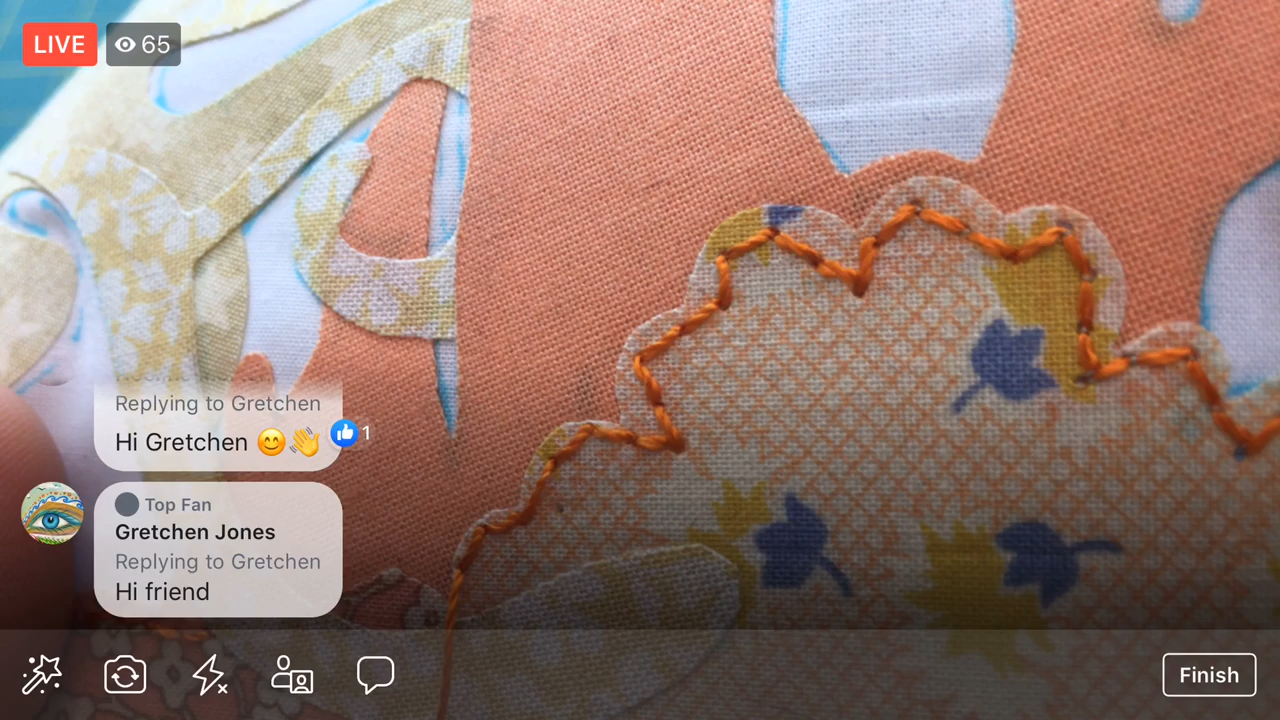 LIVE 65
Replying to Gretchen
Hi Gretchen 😊👋 1
Top Fan
Gretchen Jones
Replying to Gretchen
Hi friend
Finish